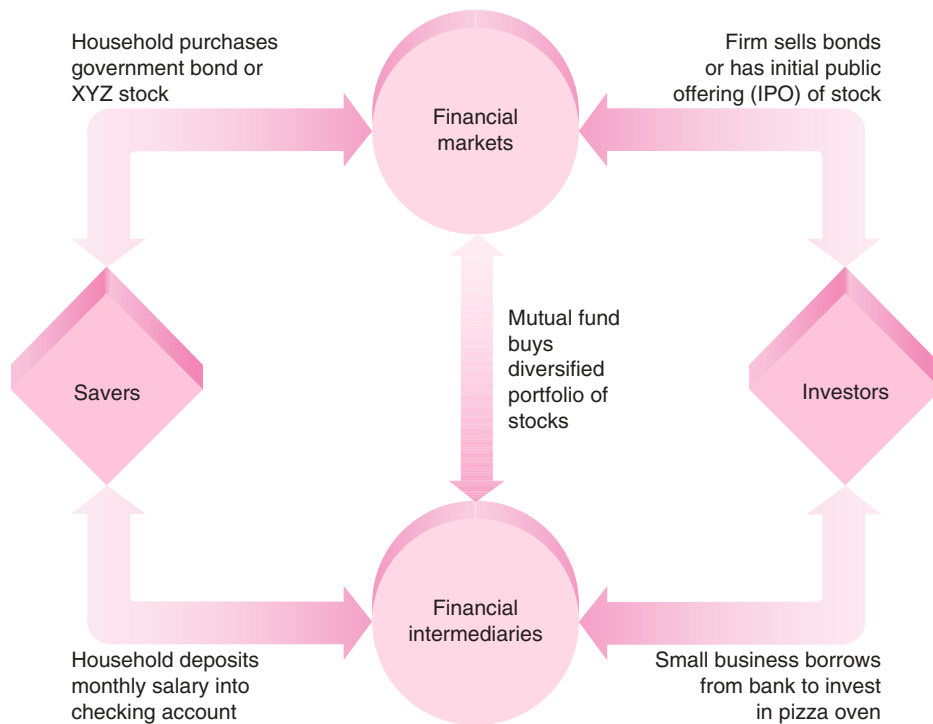 Household purchases
government bond or
XYZ stock
Firm sells bonds
or has initial public
offering (IPO) of stock
Financial
markets
Mutual fund
buys
diversified
portfolio of
stocks
Savers
Investors
Financial
intermediaries
Household deposits
monthly salary into
checking account
Small business borrows
from bank to invest
in pizza oven